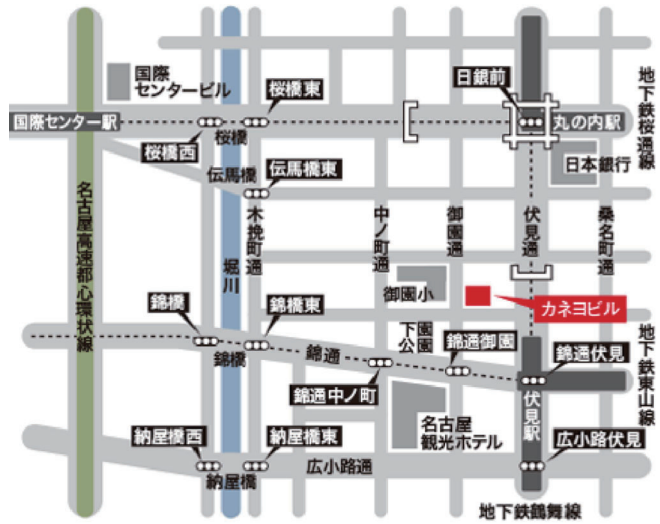 国際
センタービル
桜橋東
日銀前
地下鉄桜通線
国際センター駅
丸の内駅
桜橋西
桜橋
伝馬橋
伝馬橋東
日本銀行
名古屋高速都心環状線
堀川
木挽町通
中ノ町通
御園通
伏見通
桑名町通
御園小
カネヨビル
錦橋
錦橋東
錦橋
錦通
下園
公園
錦通御園
錦通伏見
地下鉄東山線
錦通中ノ町
伏見駅
名古屋
観光ホテル
納屋橋西
納屋橋東
納屋橋
広小路通
広小路伏見
地下鉄鶴舞線